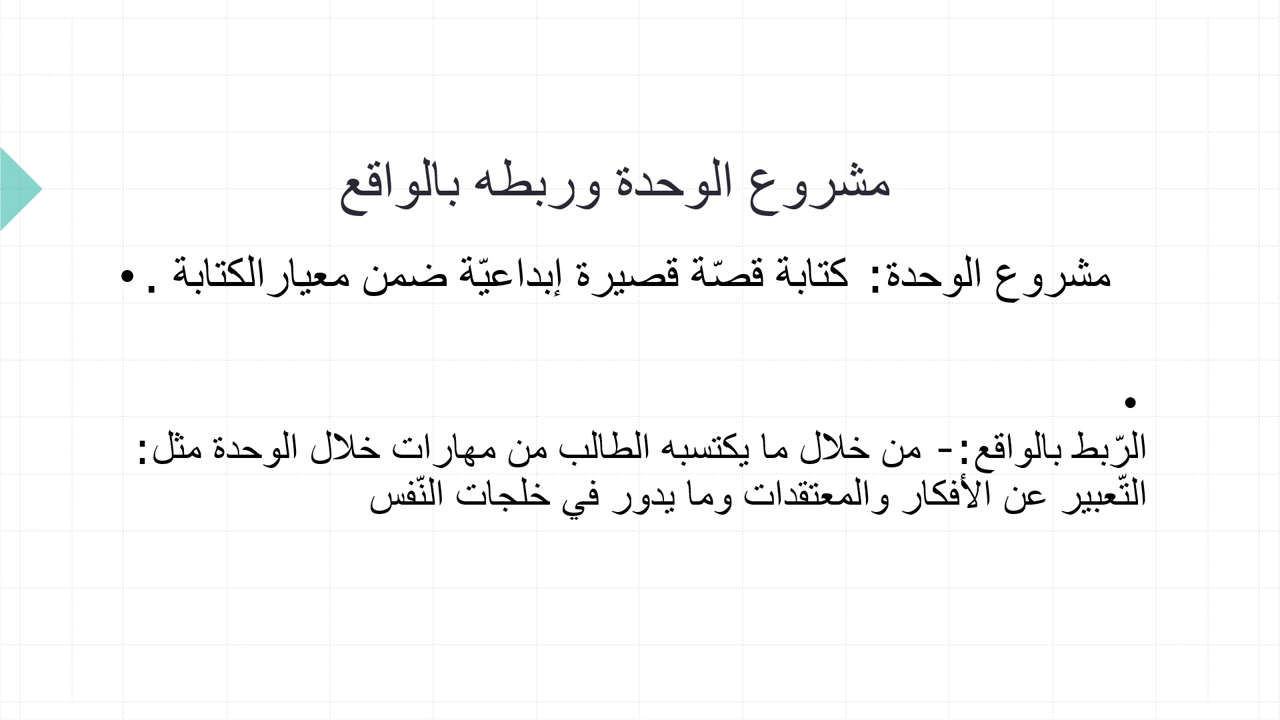 مشروع الوحدة وربطه بالواقع
• مشروع الوحدة: كتابة قصّة قصيرة إبداعيّة ضمن معيارالكتابة .
•
الرّبط بالواقع:- من خلال ما يكتسبه الطالب من مهارات خلال الوحدة مثل:
التّعبير عن الأفكار والمعتقدات وما يدور في خلجات النّفس